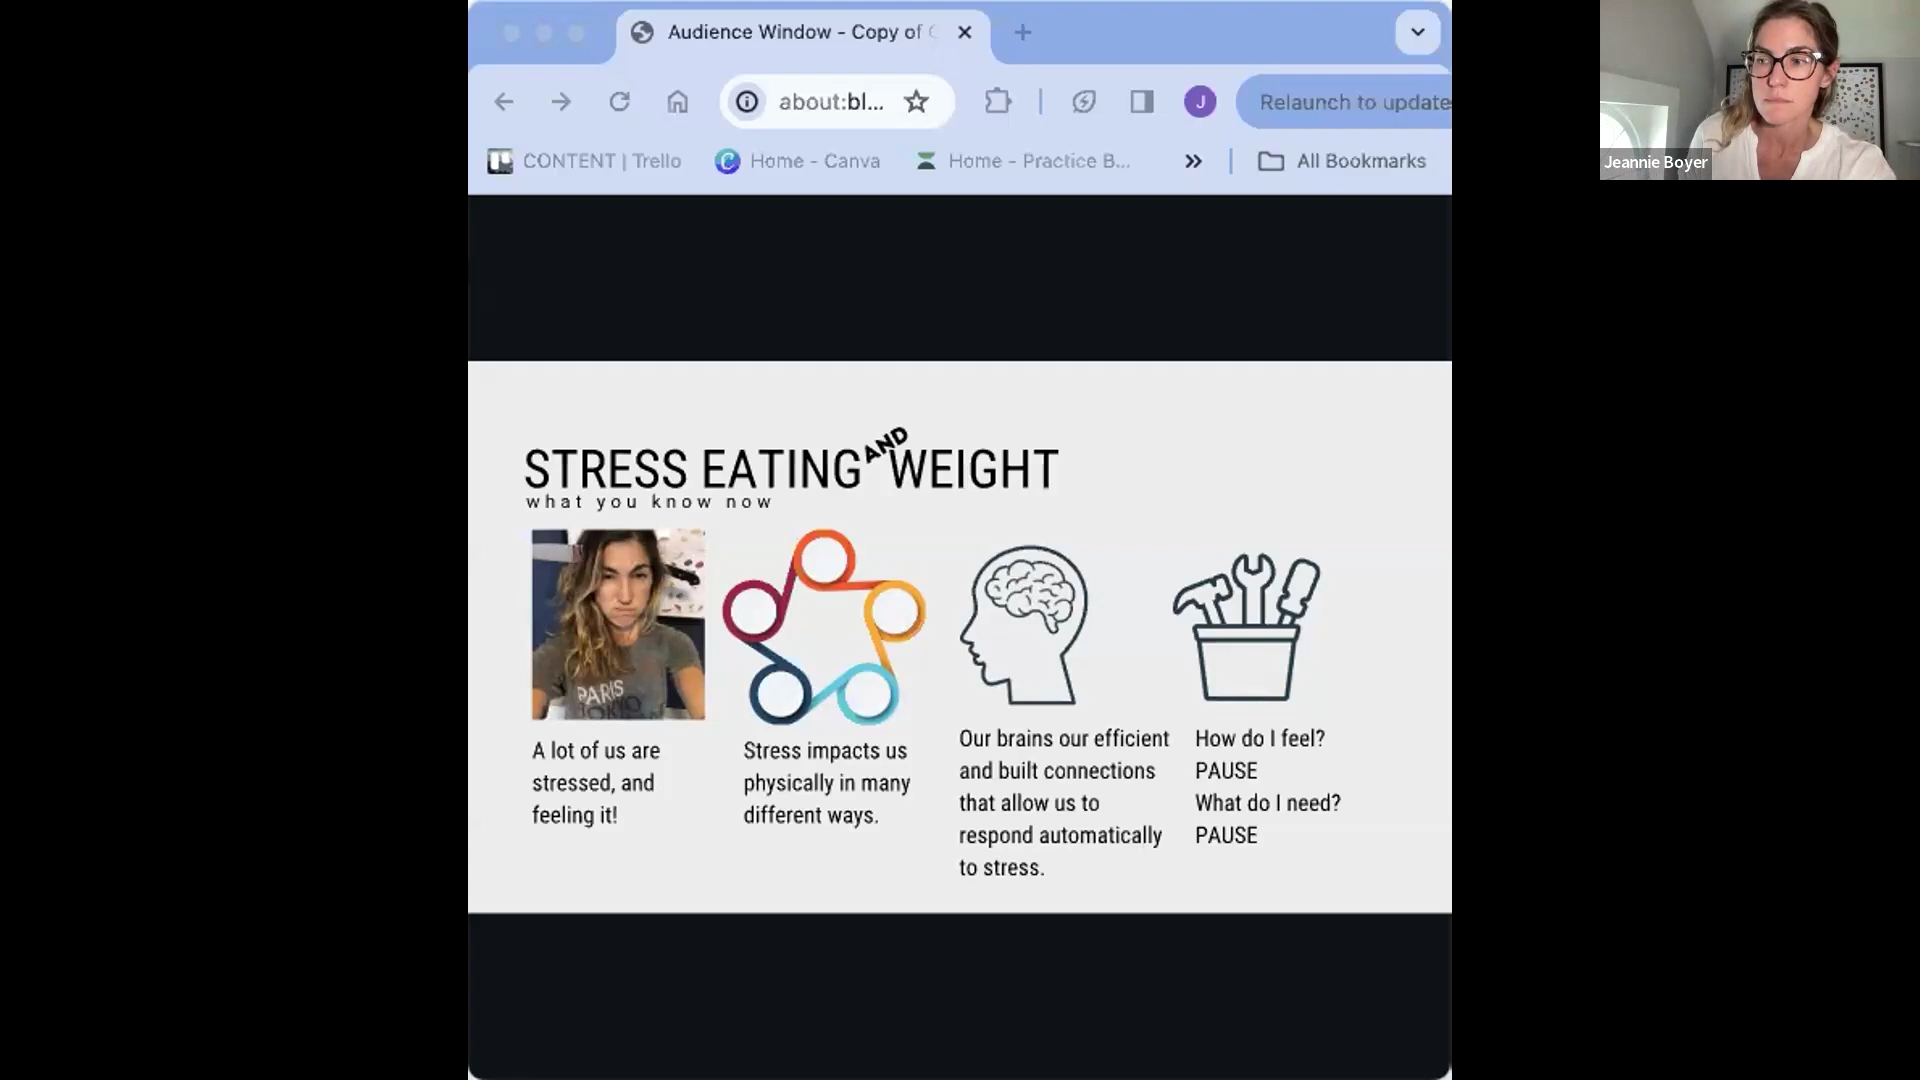 Audience Window - Copy of
about:bl...
J
Relaunch to update
CONTENT | Trello
Home - Canva
Home - Practice B...
All Bookmarks
Jeannie Boyer
STRESS EATING AND WEIGHT
what you know now
PARIS
TOKYO
A lot of us are
stressed, and
feeling it!
Stress impacts us
physically in many
different ways.
Our brains our efficient
and built connections
that allow us to
respond automatically
to stress.
How do I feel?
PAUSE
What do I need?
PAUSE